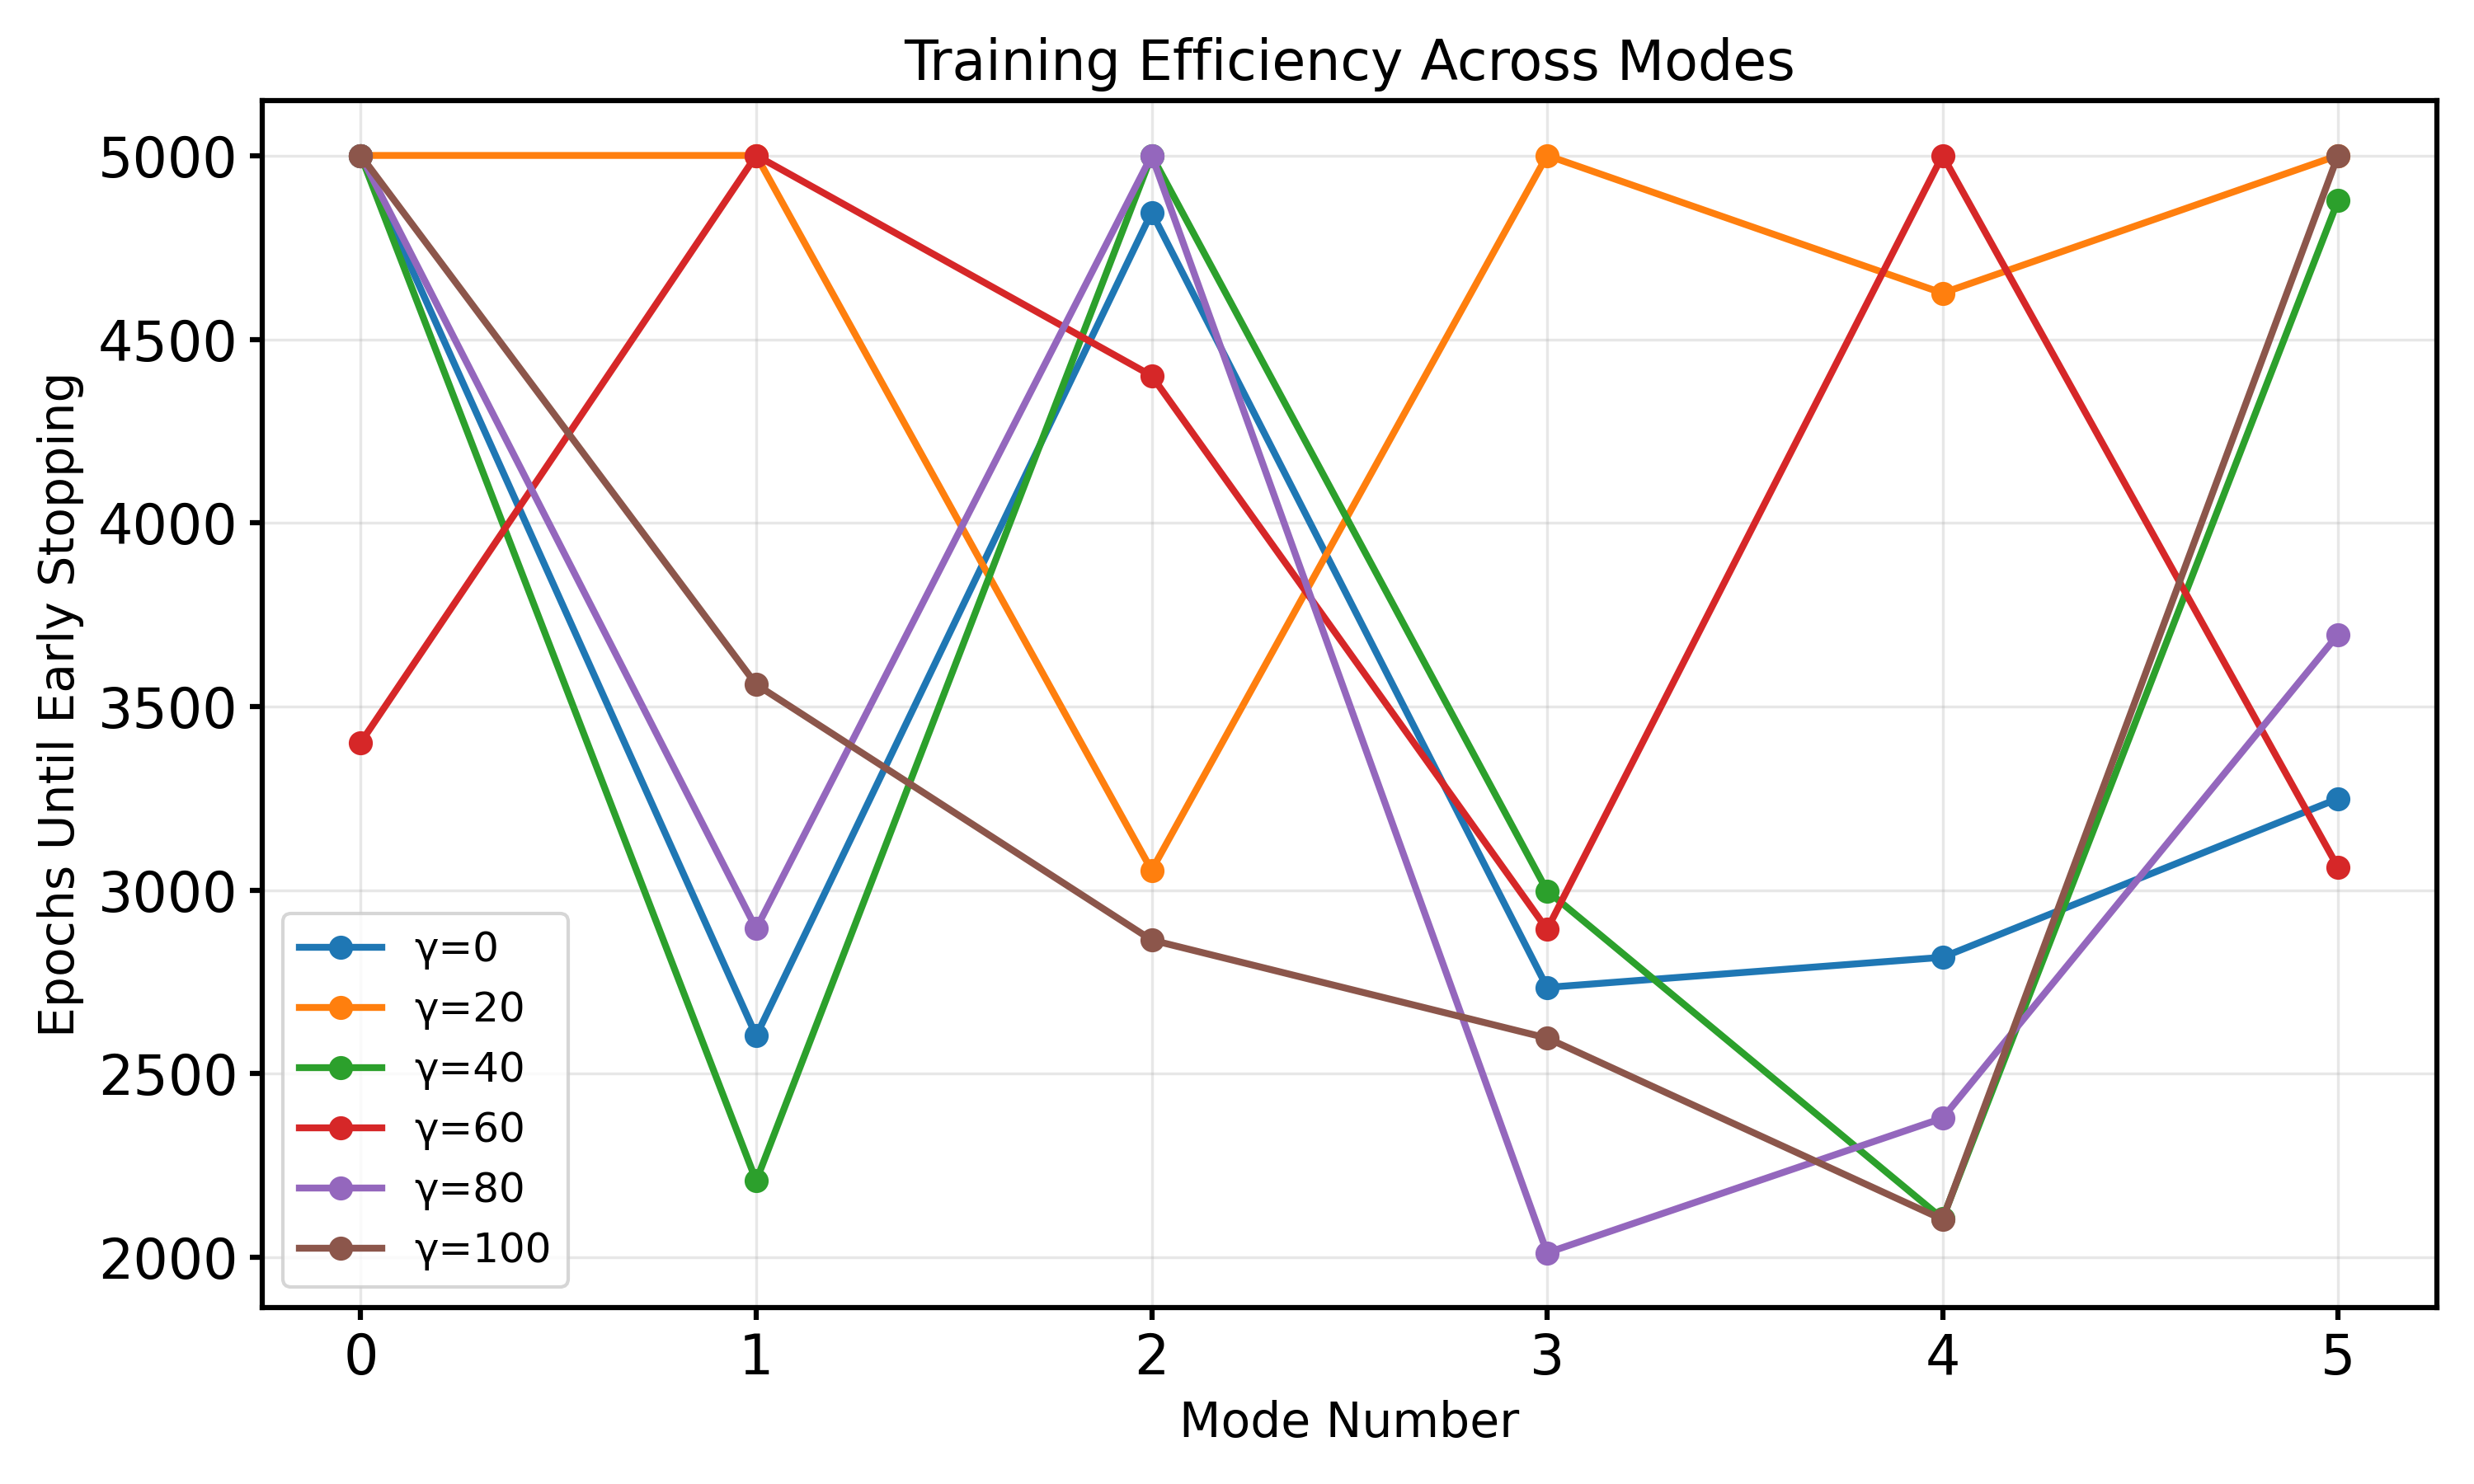 Training Efficiency Across Modes
Epochs Until Early Stopping
5000
4500
4000
3500
3000
2500
2000
γ=0
γ=20
γ=40
γ=60
γ=80
γ=100
0 1 2 3 4 5
Mode Number